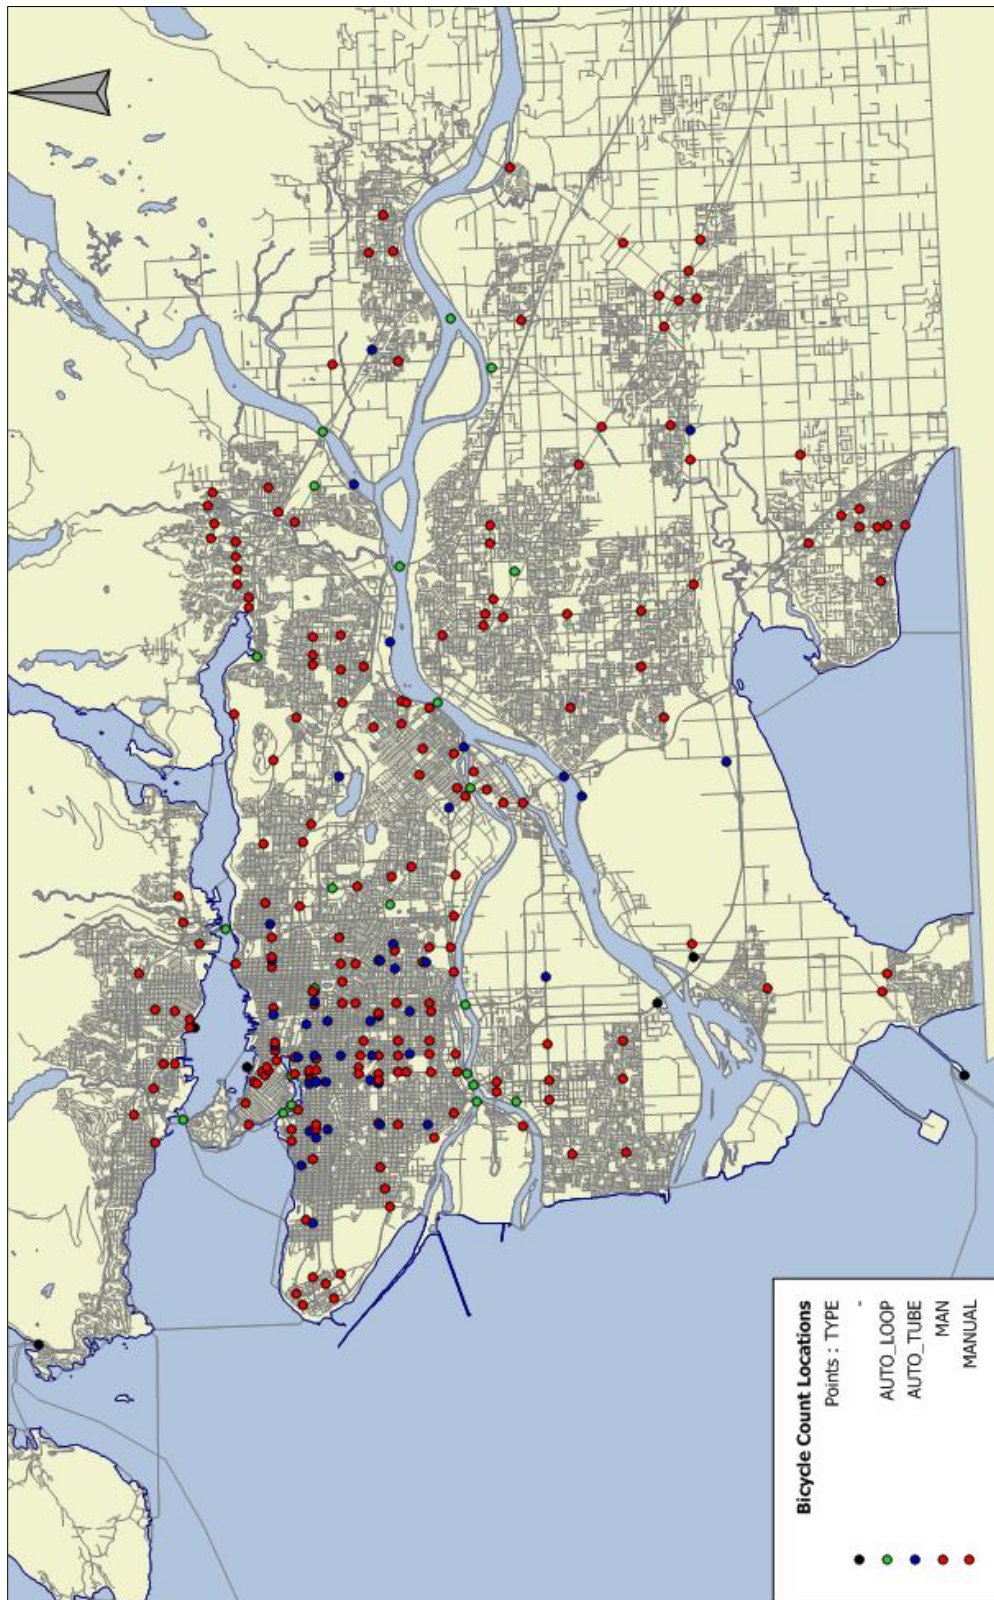 Bicycle Count Locations
Points : TYPE
-
AUTO_LOOP
AUTO_TUBE
MAN
MANUAL